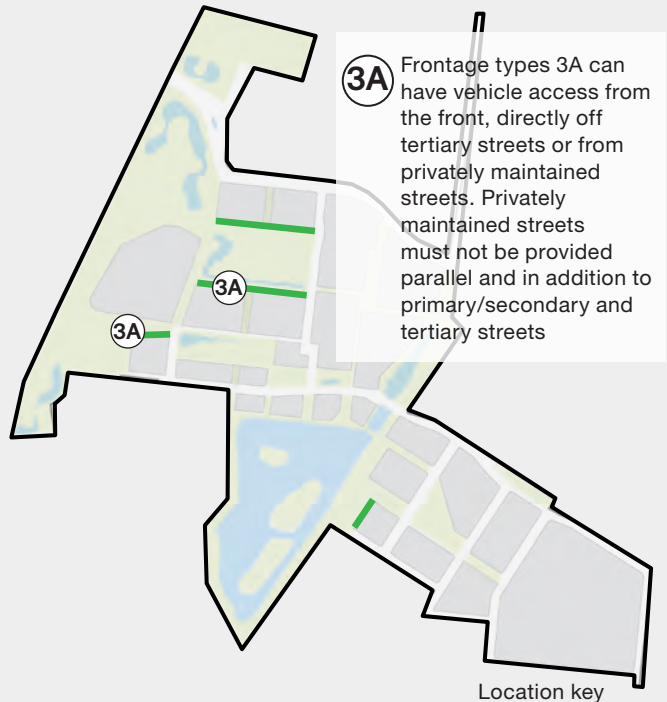 3A
Frontage types 3A can
have vehicle access from
the front, directly off
tertiary streets or from
privately maintained
streets. Privately
maintained streets
must not be provided
parallel and in addition to
primary/secondary and
tertiary streets
3A
3A
Location key